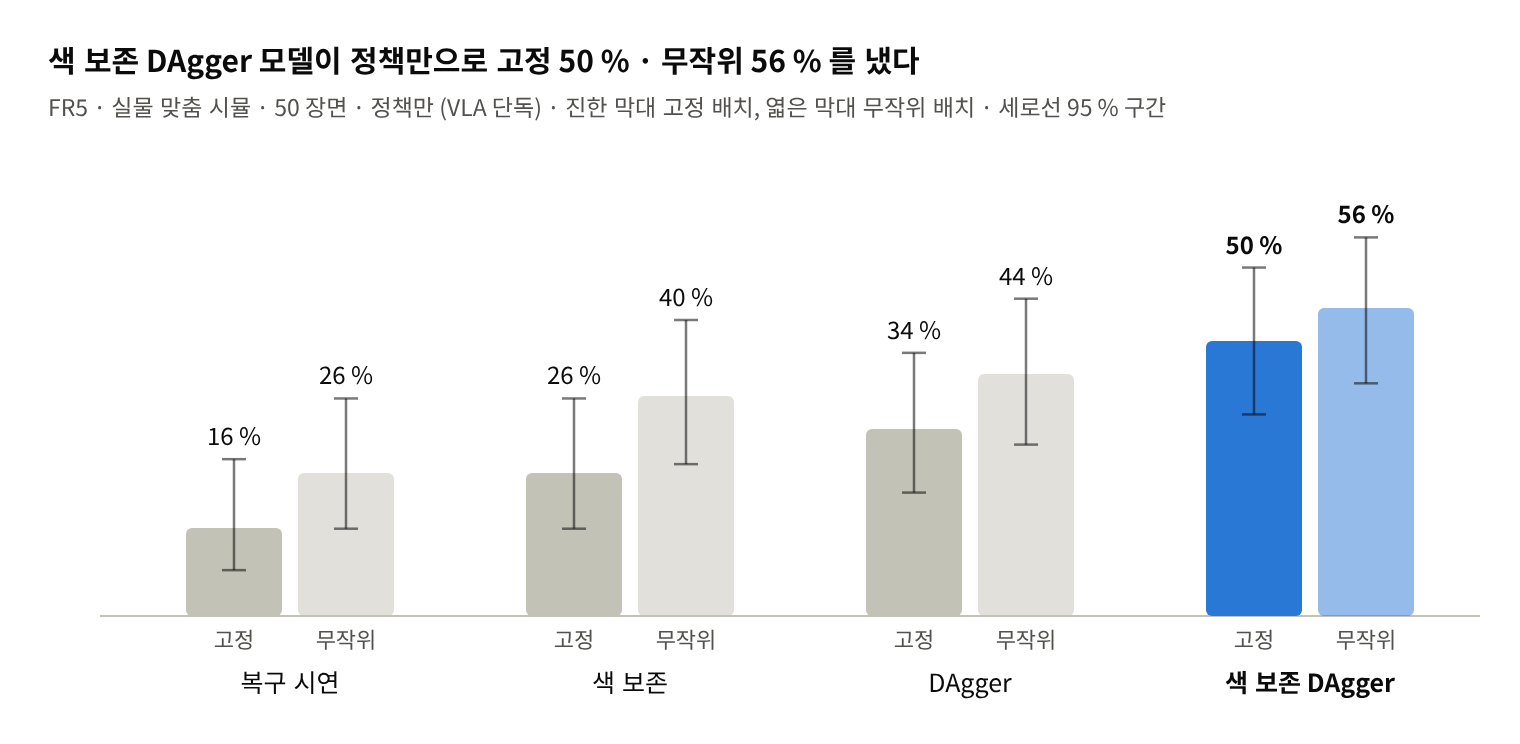 색 보존 DAgger 모델이 정책만으로 고정 50 % · 무작위 56 % 를 냈다
FR5 · 실물 맞춤 시뮬 · 50 장면 · 정책만 (VLA 단독) · 진한 막대 고정 배치, 엷은 막대 무작위 배치 · 세로선 95 % 구간
16 %
26 %
26 %
40 %
34 %
44 %
50 %
56 %
고정 무작위 고정 무작위 고정 무작위 고정 무작위
복구 시연 색 보존 DAgger 색 보존 DAgger